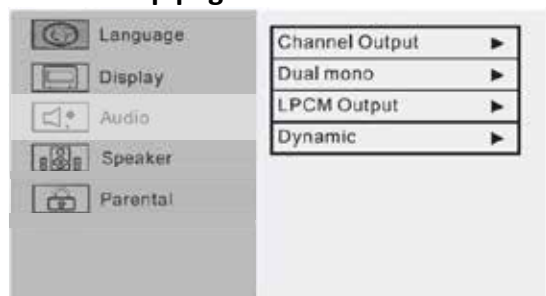 Language
Display
Audio
Speaker
Parental
Channel Output
Dual mono
LPCM Output
Dynamic